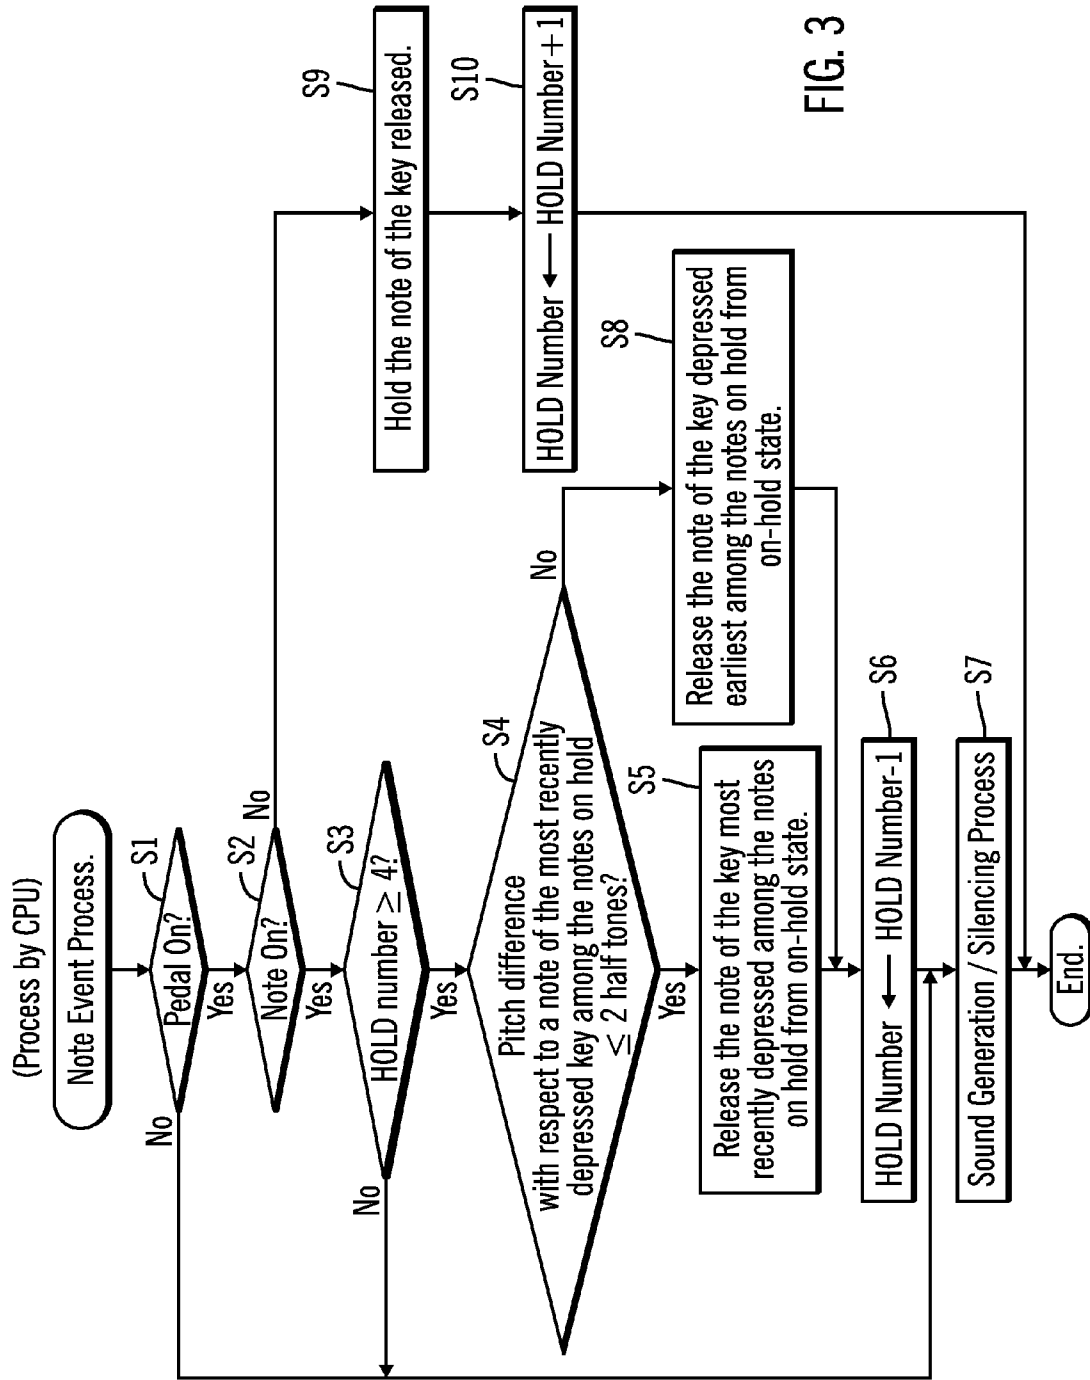 (Process by CPU)
Note Event Process.
S1
Pedal On?
No
Yes
S2
Note On?
No
Yes
S3
HOLD number ≥ 4?
No
Yes
S4
Pitch difference
with respect to a note of the most recently
depressed key among the notes on hold
≤ 2 half tones?
No
Yes
S5
Release the note of the key most
recently depressed among the notes
on hold from on-hold state.
S8
Release the note of the key depressed
earliest among the notes on hold from
on-hold state.
S6
HOLD Number ← HOLD Number-1
S7
Sound Generation / Silencing Process
End.
S9
Hold the note of the key released.
S10
HOLD Number ← HOLD Number+1
FIG. 3